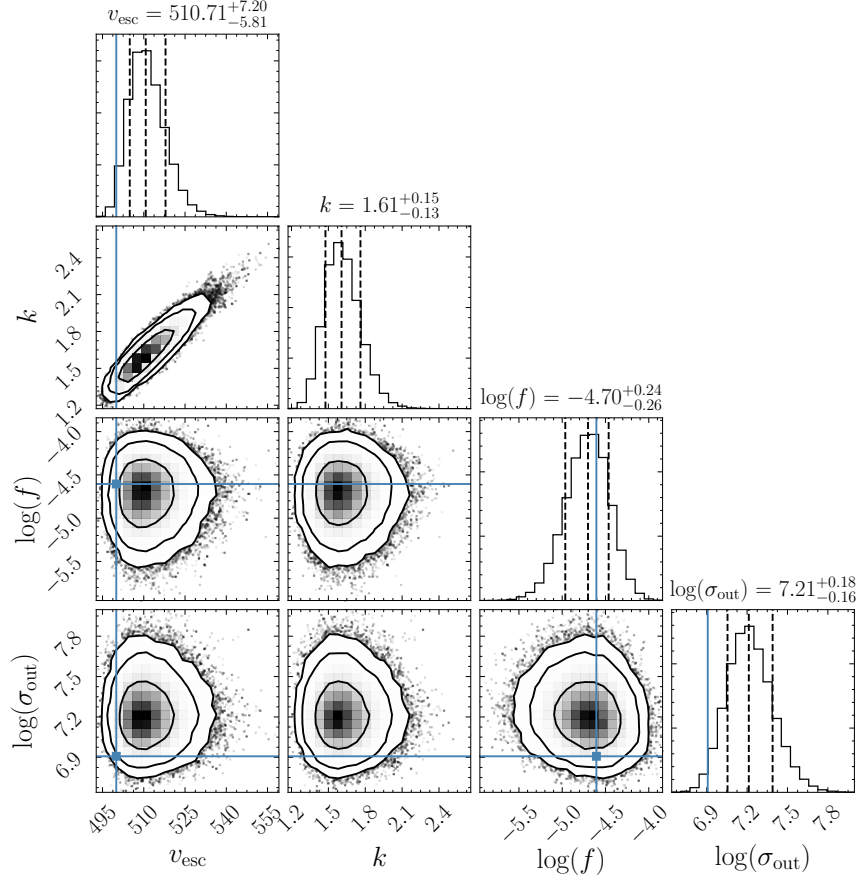 v_esc = 510.71^{+7.20}_{-5.81}
k = 1.61^{+0.15}_{-0.13}
2.4
2.1
1.8
1.5
1.2
k
log(f) = −4.70^{+0.24}_{-0.26}
−4.0
−4.5
−5.0
−5.5
log(f)
log(σ_out) = 7.21^{+0.18}_{-0.16}
7.8
7.5
7.2
6.9
log(σ_out)
495 510 525 540 555
1.2 1.5 1.8 2.1 2.4
−5.5 −5.0 −4.5 −4.0
6.9 7.2 7.5 7.8
v_esc
k
log(f)
log(σ_out)